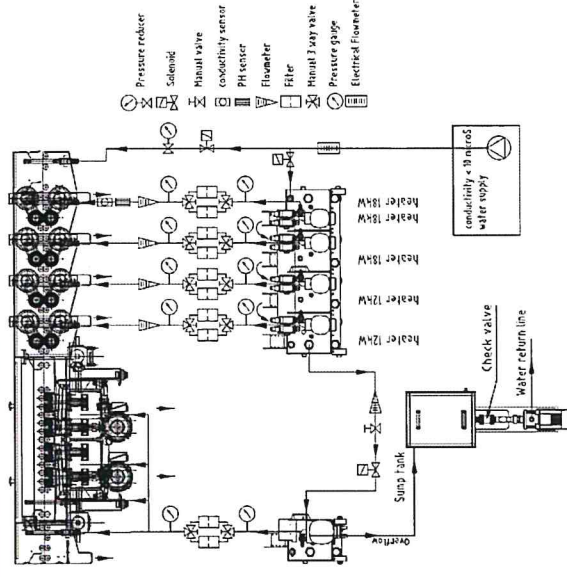 Pressure reducer
Solenoid
Manual valve
conductivity sensor
PH sensor
Flowmeter
Filter
Manual 3 way valve
Pressure gauge
Electrical Flowmeter
heater 18kW
heater 18kW
heater 18kW
heater 12kW
heater 12kW
conductivity < 10 microS
water supply
Sump tank
Overflow
Check valve
Water return line